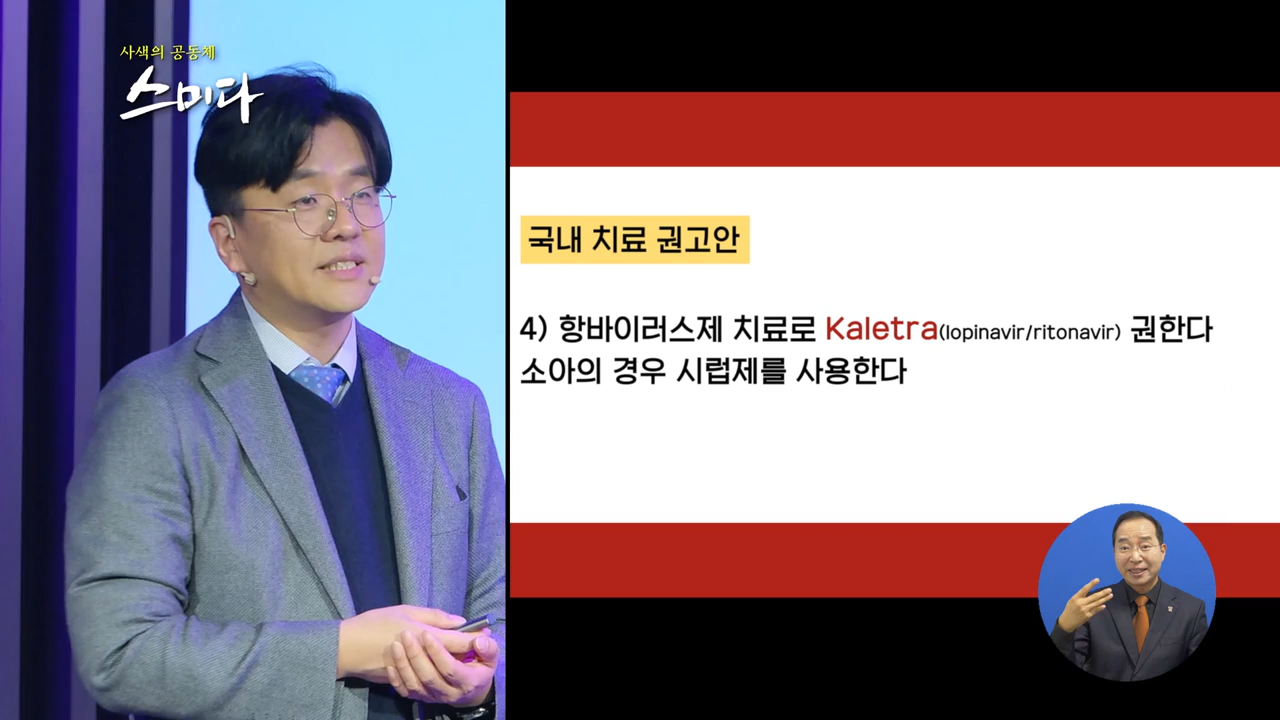 사색의 공동체
스미다
국내 치료 권고안
4) 항바이러스제 치료로 Kaletra(lopinavir/ritonavir) 권한다
소아의 경우 시럽제를 사용한다